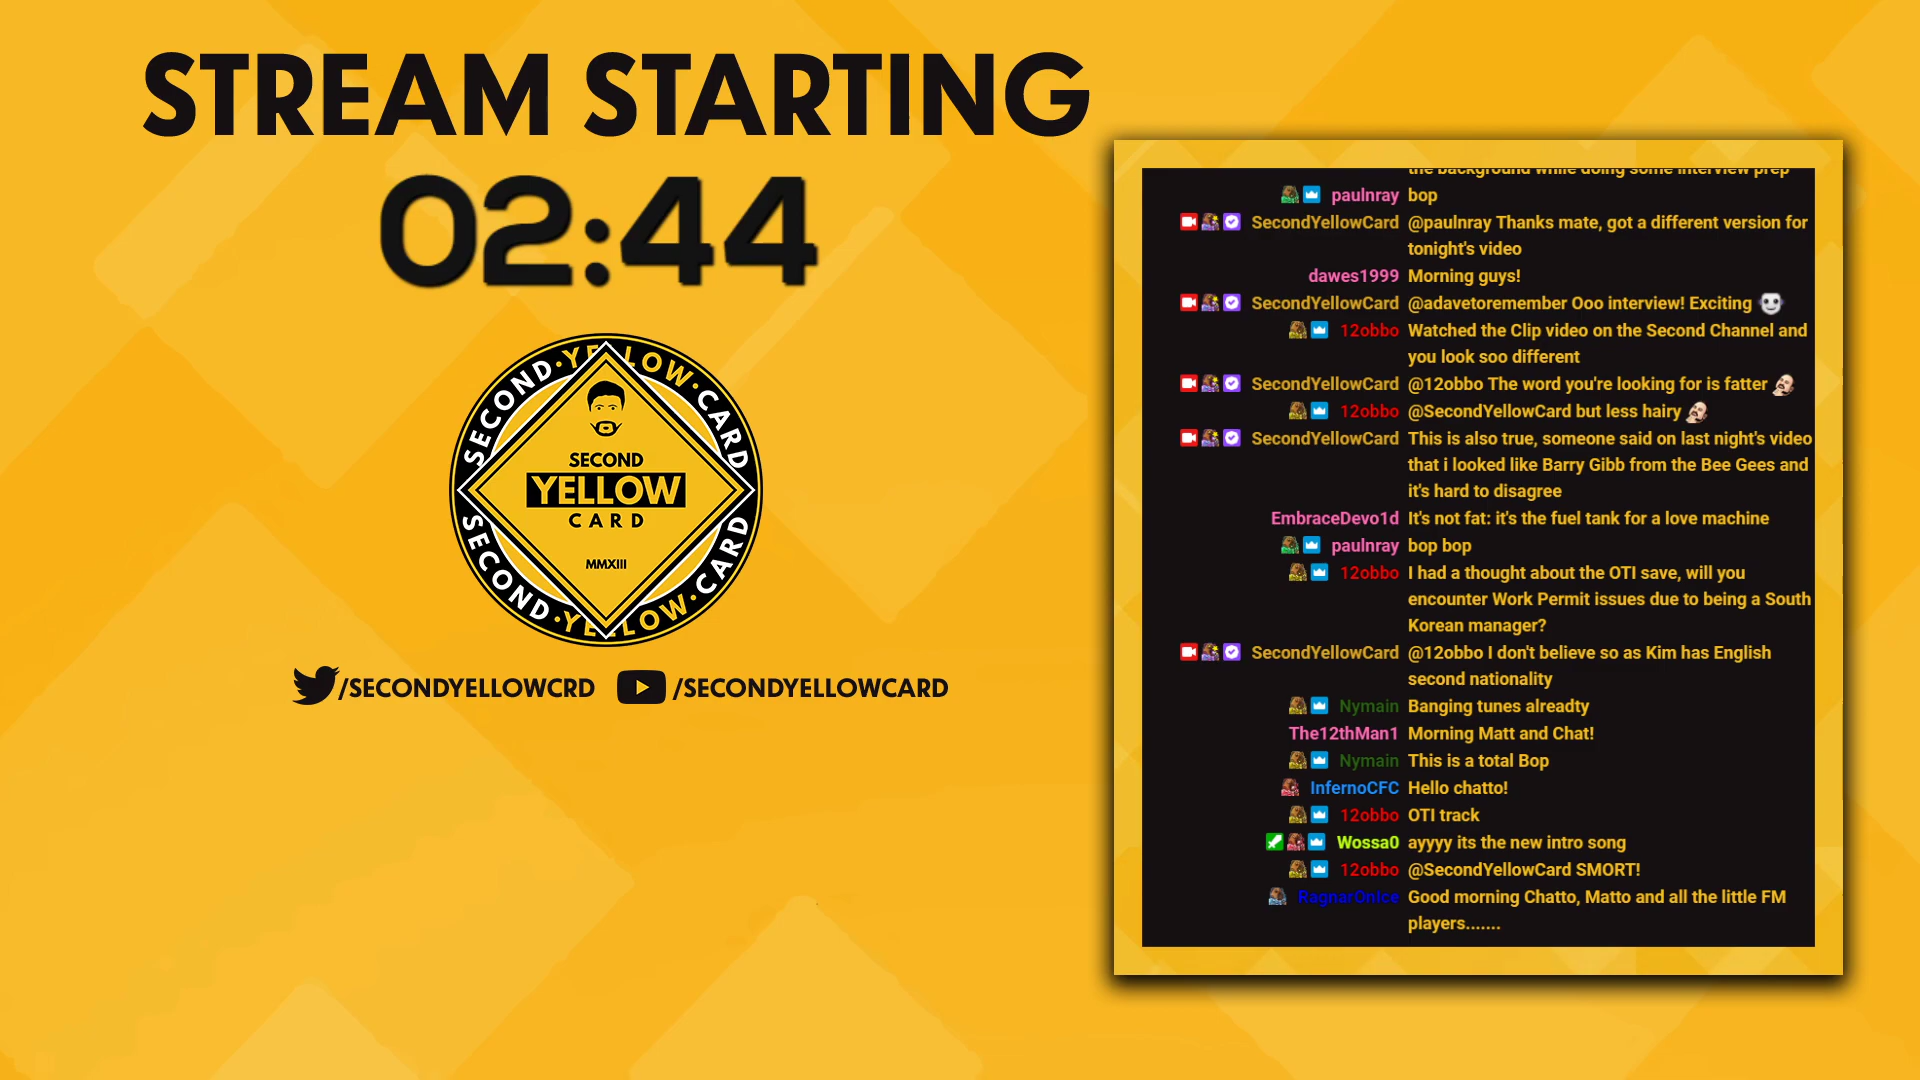 STREAM STARTING
02:44
SECOND·YELLOW·CARD
SECOND
YELLOW
CARD
MMXIII
SECOND·YELLOW·CARD
/SECONDYELLOWCRD /SECONDYELLOWCARD
the background while doing some interview prep
paulnray bop
SecondYellowCard @paulnray Thanks mate, got a different version for
tonight's video
dawes1999 Morning guys!
SecondYellowCard @adavetoremember Ooo interview! Exciting
12obbo Watched the Clip video on the Second Channel and
you look soo different
SecondYellowCard @12obbo The word you're looking for is fatter
12obbo @SecondYellowCard but less hairy
SecondYellowCard This is also true, someone said on last night's video
that i looked like Barry Gibb from the Bee Gees and
it's hard to disagree
EmbraceDevo1d It's not fat: it's the fuel tank for a love machine
paulnray bop bop
12obbo I had a thought about the OTI save, will you
encounter Work Permit issues due to being a South
Korean manager?
SecondYellowCard @12obbo I don't believe so as Kim has English
second nationality
Nymain Banging tunes alreadty
The12thMan1 Morning Matt and Chat!
Nymain This is a total Bop
InfernoCFC Hello chatto!
12obbo OTI track
Wossa0 ayyyy its the new intro song
12obbo @SecondYellowCard SMORT!
RagnarOnIce Good morning Chatto, Matto and all the little FM
players.......